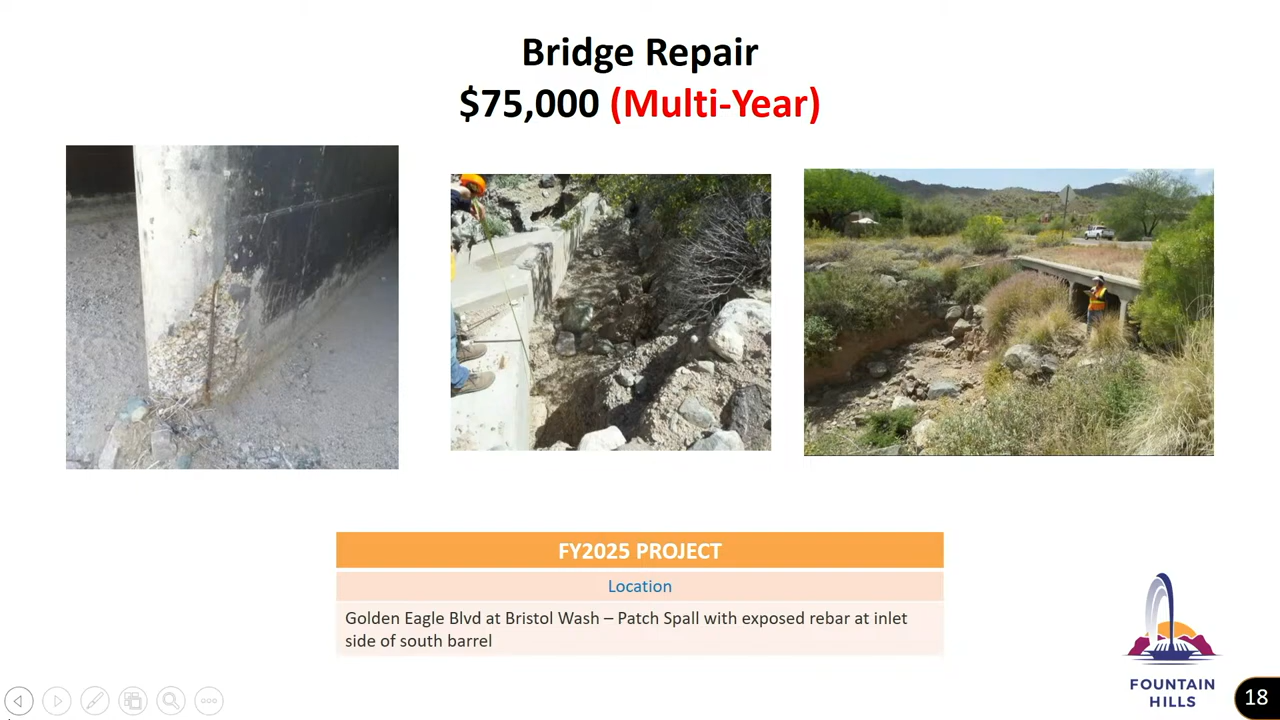 Bridge Repair
$75,000 (Multi-Year)
FY2025 PROJECT
Location
Golden Eagle Blvd at Bristol Wash – Patch Spall with exposed rebar at inlet
side of south barrel
FOUNTAIN
HILLS
18